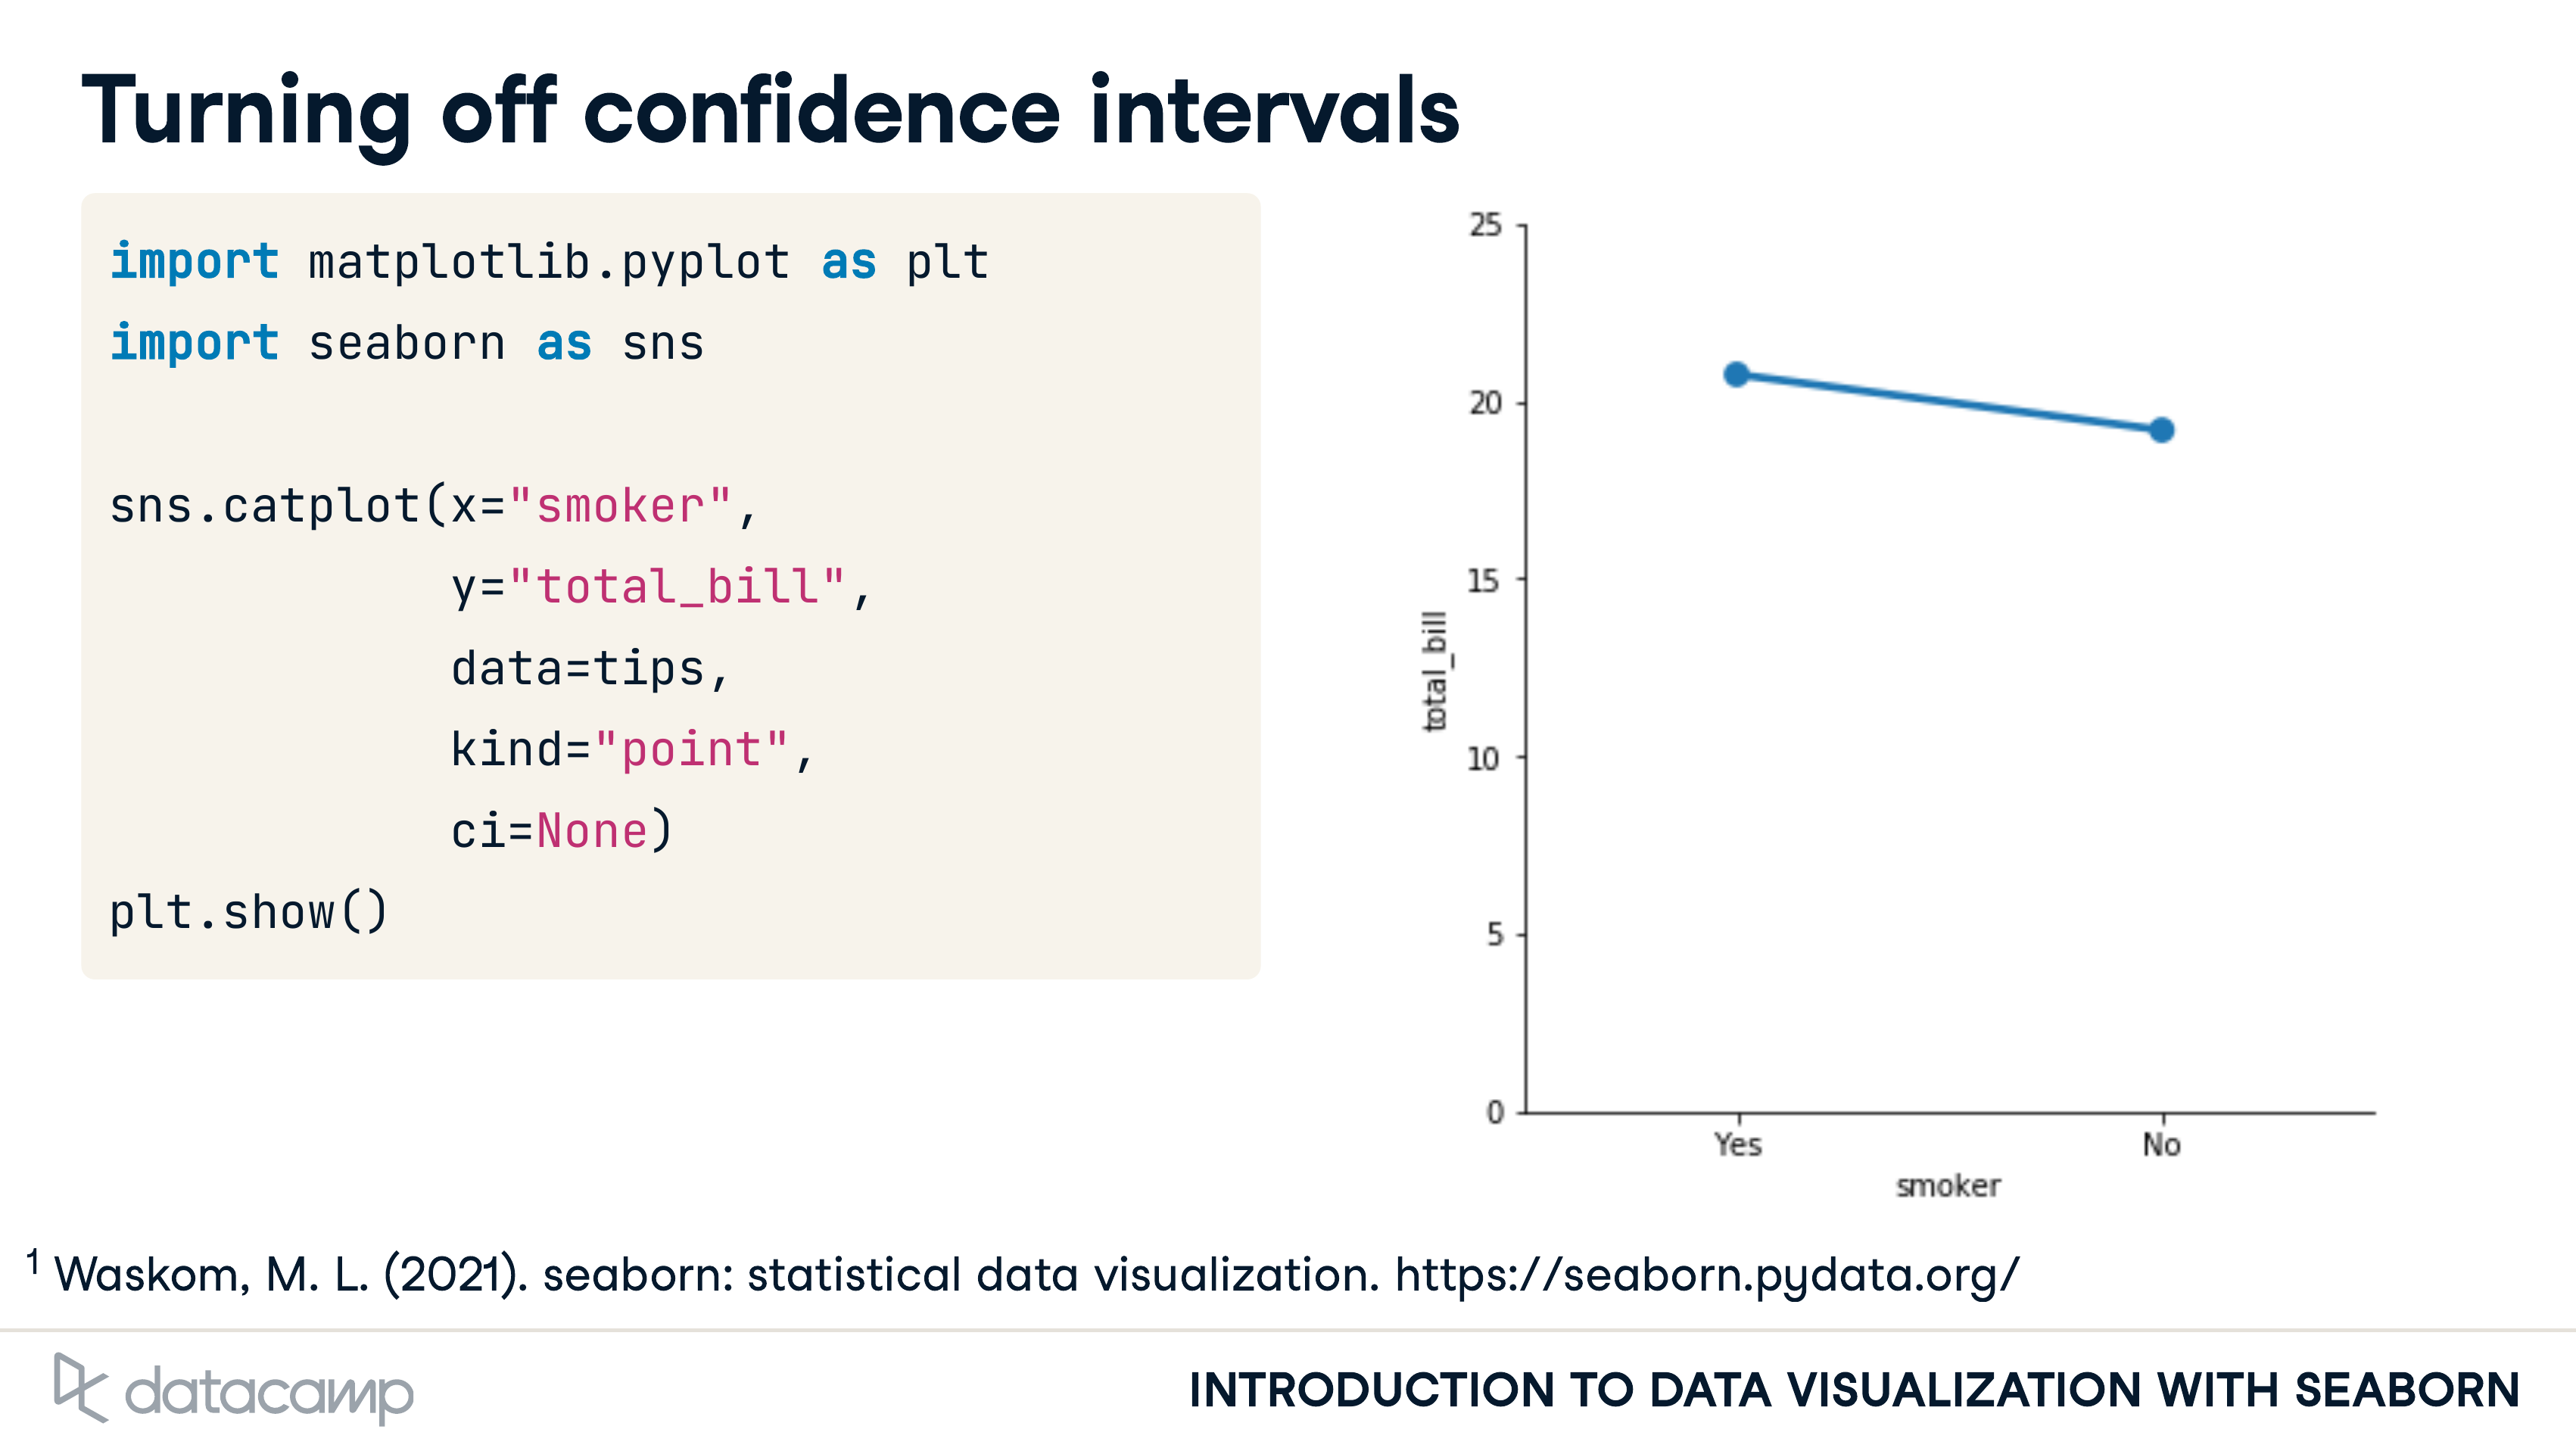 Turning off confidence intervals
import matplotlib.pyplot as plt
import seaborn as sns
sns.catplot(x="smoker",
            y="total_bill",
            data=tips,
            kind="point",
            ci=None)
plt.show()
25
20
15
10
5
0
total_bill
Yes No
smoker
1 Waskom, M. L. (2021). seaborn: statistical data visualization. https://seaborn.pydata.org/
datacamp
INTRODUCTION TO DATA VISUALIZATION WITH SEABORN